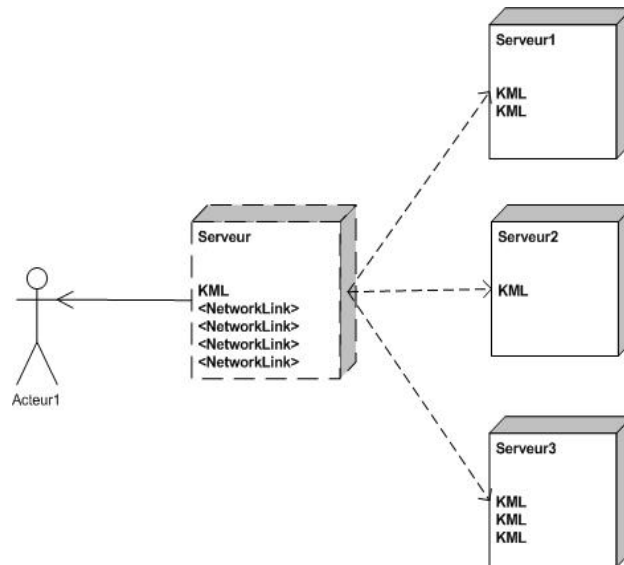 Serveur1
KML
KML
Serveur
KML
<NetworkLink>
<NetworkLink>
<NetworkLink>
<NetworkLink>
Acteur1
Serveur2
KML
Serveur3
KML
KML
KML